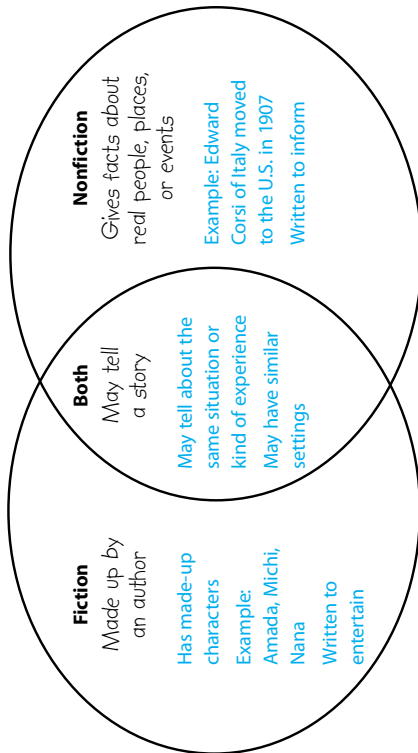 Fiction
Made up by
an author
Has made-up
characters
Example:
Amada, Michi,
Nana
Written to
entertain
Both
May tell
a story
May tell about the
same situation or
kind of experience
May have similar
settings
Nonfiction
Gives facts about
real people, places,
or events
Example: Edward
Corsi of Italy moved
to the U.S. in 1907
Written to inform